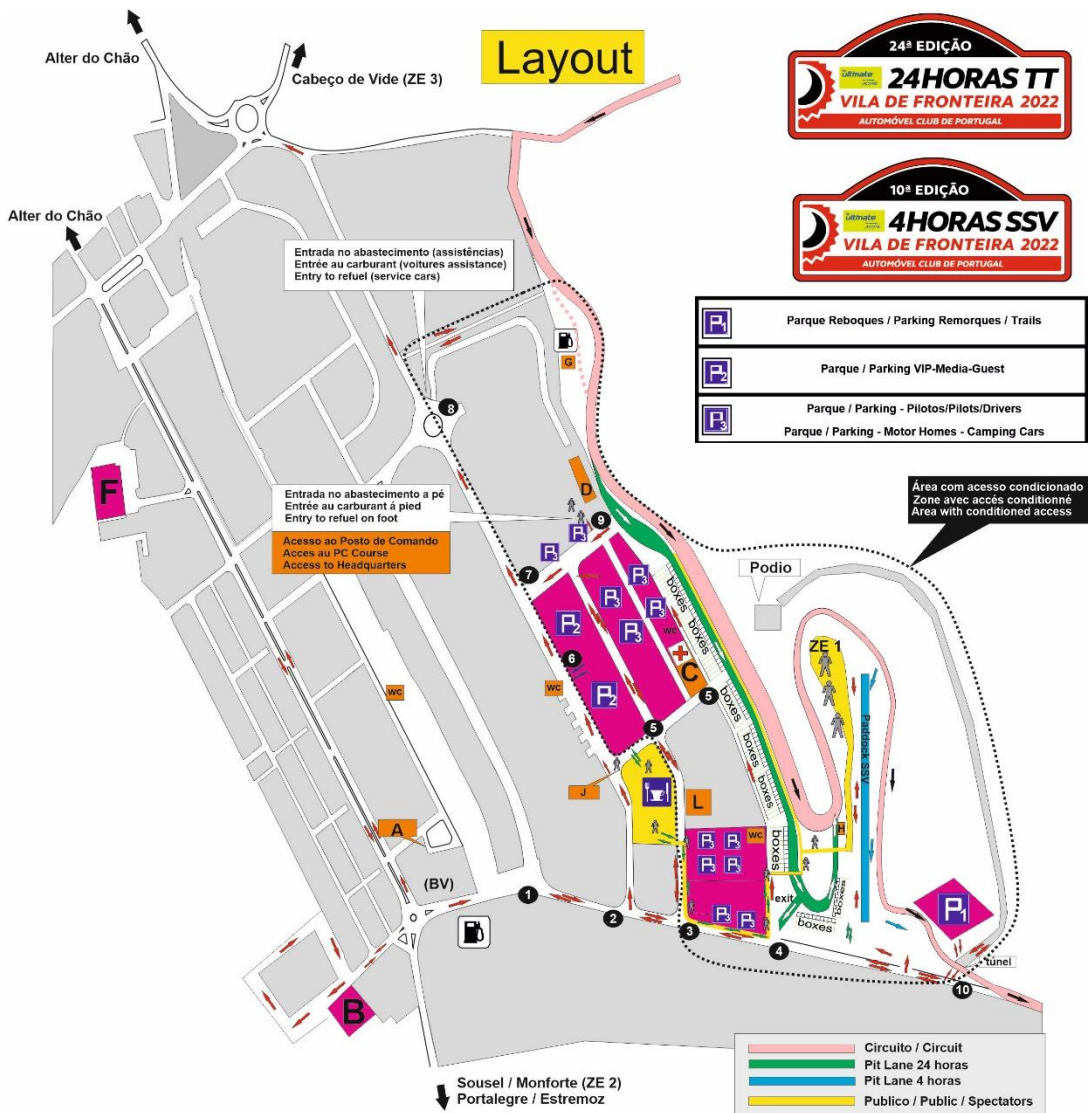 Layout
24ª EDIÇÃO
24HORAS TT
VILA DE FRONTEIRA 2022
AUTOMÓVEL CLUB DE PORTUGAL
10ª EDIÇÃO
4HORAS SSV
VILA DE FRONTEIRA 2022
AUTOMÓVEL CLUB DE PORTUGAL
Alter do Chão
Cabeço de Vide (ZE 3)
Alter do Chão
Entrada no abastecimento (assistências)
Entrée au carburant (voitures assistance)
Entry to refuel (service cars)
P1
Parque Reboques / Parking Remorques / Trails
P2
Parque / Parking VIP-Media-Guest
P3
Parque / Parking - Pilotos/Pilots/Drivers
Parque / Parking - Motor Homes - Camping Cars
G
8
F
D
Entrada no abastecimento a pé
Entrée au carburant á pied
Entry to refuel on foot
Acesso ao Posto de Comando
Acces au PC Course
Access to Headquarters
Área com acesso condicionado
Zone avec accés conditionné
Área with conditioned access
9
P3
P3
7
P3
P3
P3
P3
P2
P2
Podio
boxes
boxes
boxes
boxes
boxes
boxes
boxes
WC
C
ZE 1
6
WC
WC
5
5
Paddock SSV
J
L
A
H
WC
P3
P3
P3
P3
P3
P3
(BV)
exit
P1
túnel
1
2
3
4
10
B
Sousel / Monforte (ZE 2)
Portalegre / Estremoz
Circuito / Circuit
Pit Lane 24 horas
Pit Lane 4 horas
Publico / Public / Spectators